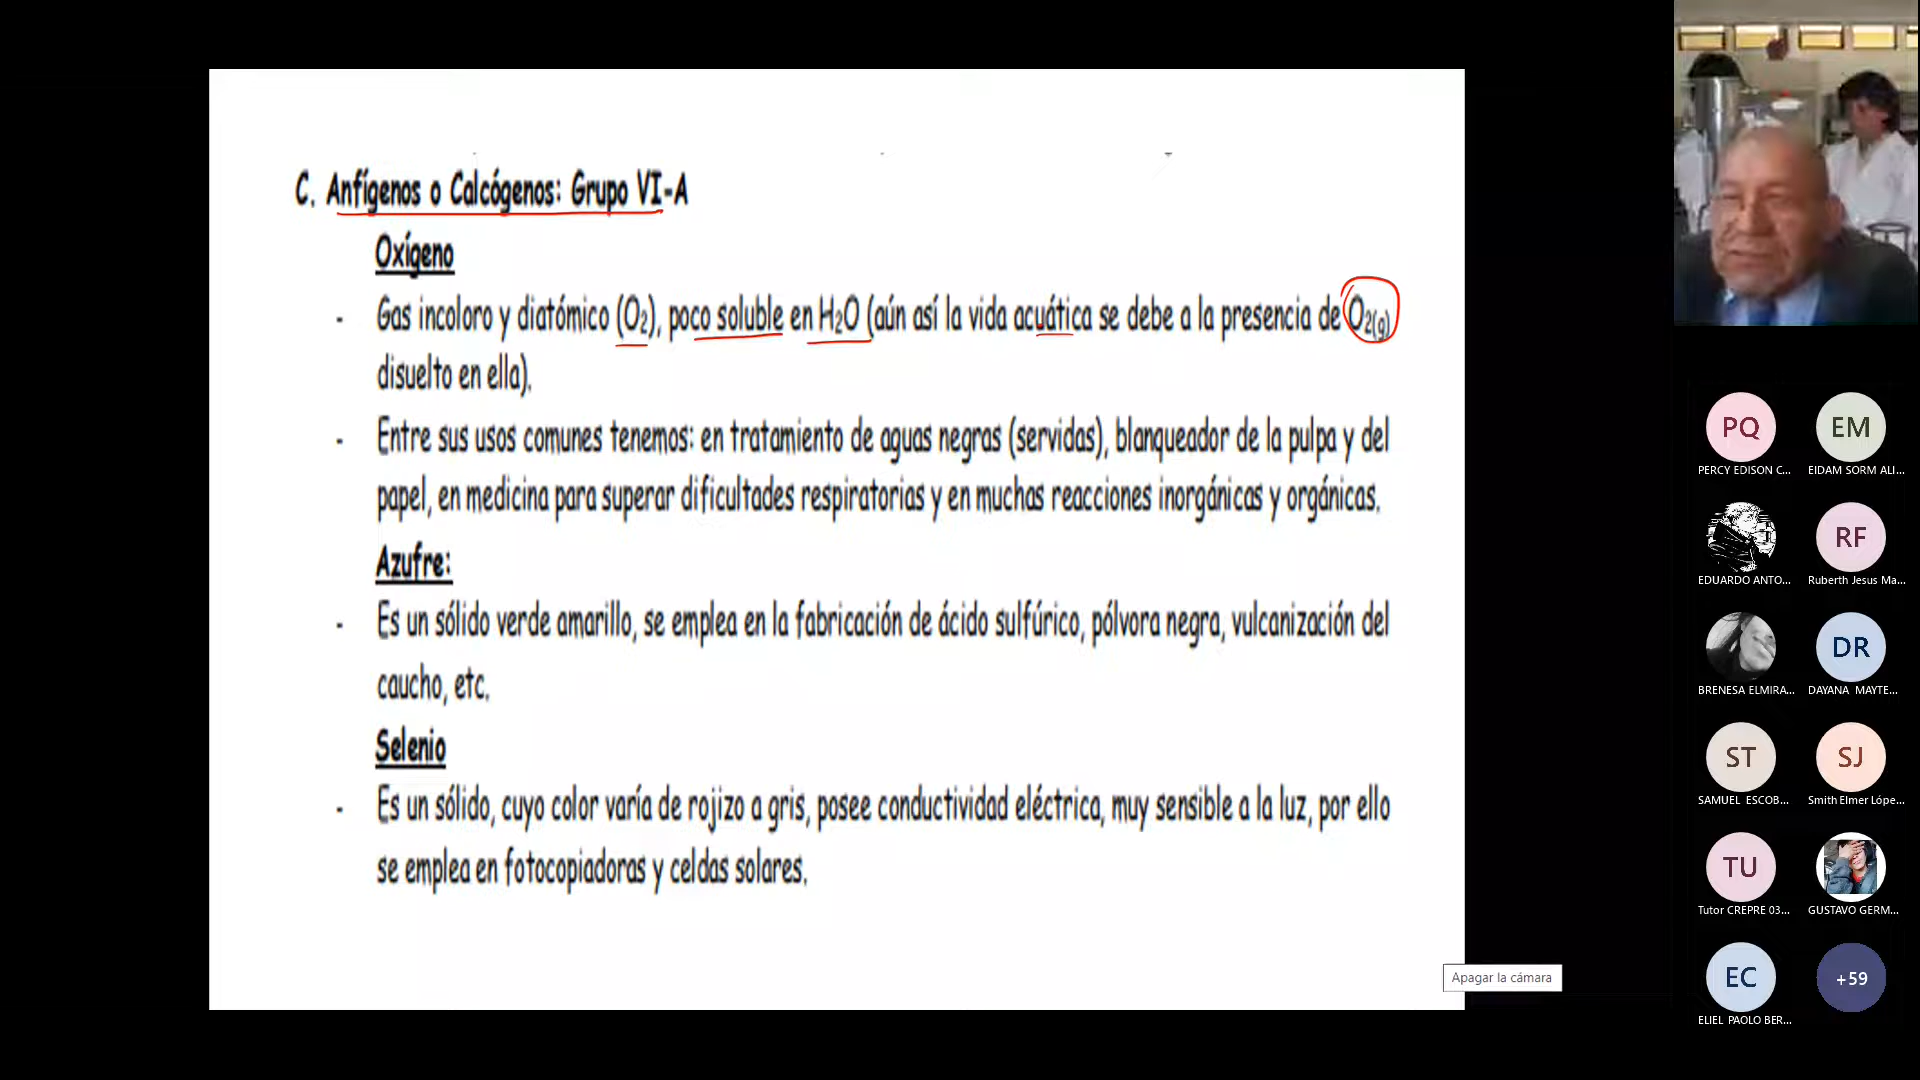 C. Anfígenos o Calcógenos: Grupo VI-A
Oxígeno
- Gas incoloro y diatómico (O₂), poco soluble en H₂O (aún así la vida acuática se debe a la presencia de O₂(g)
disuelto en ella).
- Entre sus usos comunes tenemos: en tratamiento de aguas negras (servidas), blanqueador de la pulpa y del
papel, en medicina para superar dificultades respiratorias y en muchas reacciones inorgánicas y orgánicas.
Azufre:
- Es un sólido verde amarillo, se emplea en la fabricación de ácido sulfúrico, pólvora negra, vulcanización del
caucho, etc.
Selenio
- Es un sólido, cuyo color varía de rojizo a gris, posee conductividad eléctrica, muy sensible a la luz, por ello
se emplea en fotocopiadoras y celdas solares.
Apagar la cámara
PQ
EM
PERCY EDISON C...
EIDAM SORM ALI...
RF
EDUARDO ANTO...
Ruberth Jesus Ma...
DR
BRENESA ELMIRA...
DAYANA MAYTE...
ST
SJ
SAMUEL ESCOB...
Smith Elmer Lópe...
TU
Tutor CREPRE 03...
GUSTAVO GERM...
EC
+59
ELIEL PAOLO BER...